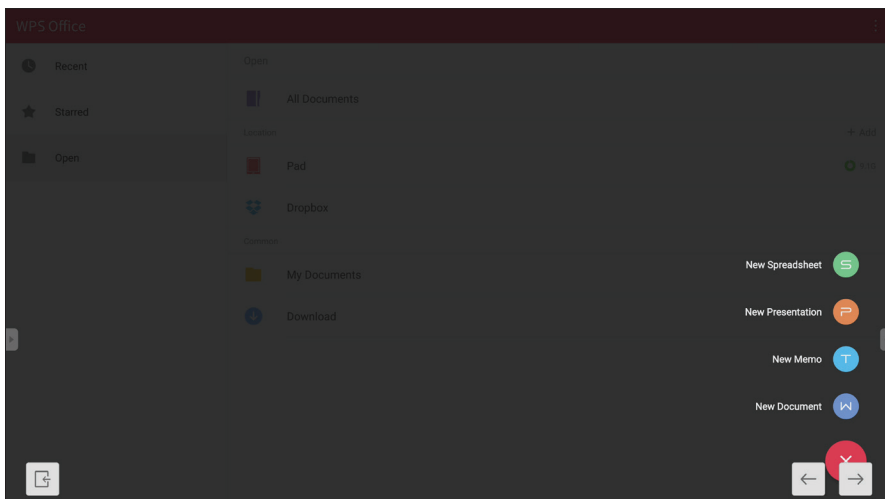 WPS Office
Recent
Starred
Open
Open
All Documents
Location
+ Add
Pad
Dropbox
Common
My Documents
Download
New Spreadsheet
S
New Presentation
P
New Memo
T
New Document
W